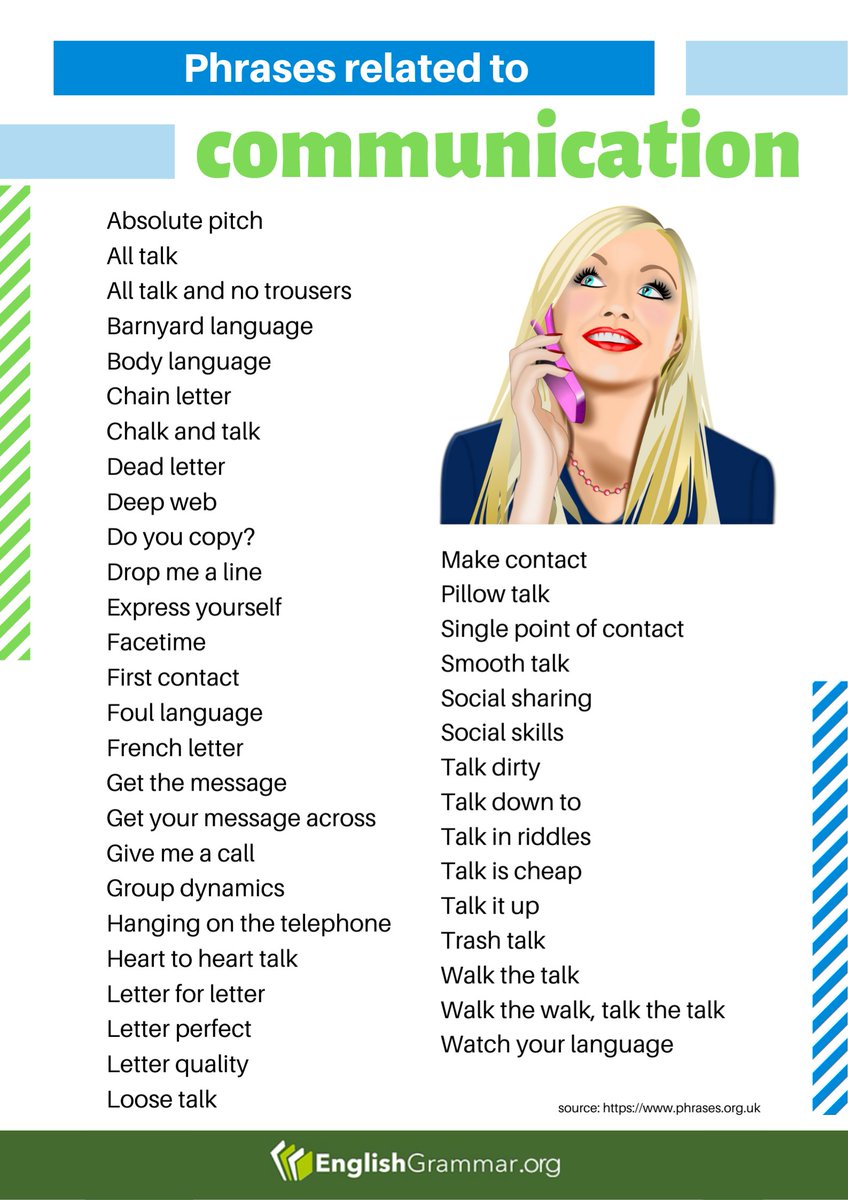 Phrases related to
communication
Absolute pitch
All talk
All talk and no trousers
Barnyard language
Body language
Chain letter
Chalk and talk
Dead letter
Deep web
Do you copy?
Drop me a line
Express yourself
Facetime
First contact
Foul language
French letter
Get the message
Get your message across
Give me a call
Group dynamics
Hanging on the telephone
Heart to heart talk
Letter for letter
Letter perfect
Letter quality
Loose talk
Make contact
Pillow talk
Single point of contact
Smooth talk
Social sharing
Social skills
Talk dirty
Talk down to
Talk in riddles
Talk is cheap
Talk it up
Trash talk
Walk the talk
Walk the walk, talk the talk
Watch your language
source: https://www.phrases.org.uk
EnglishGrammar.org